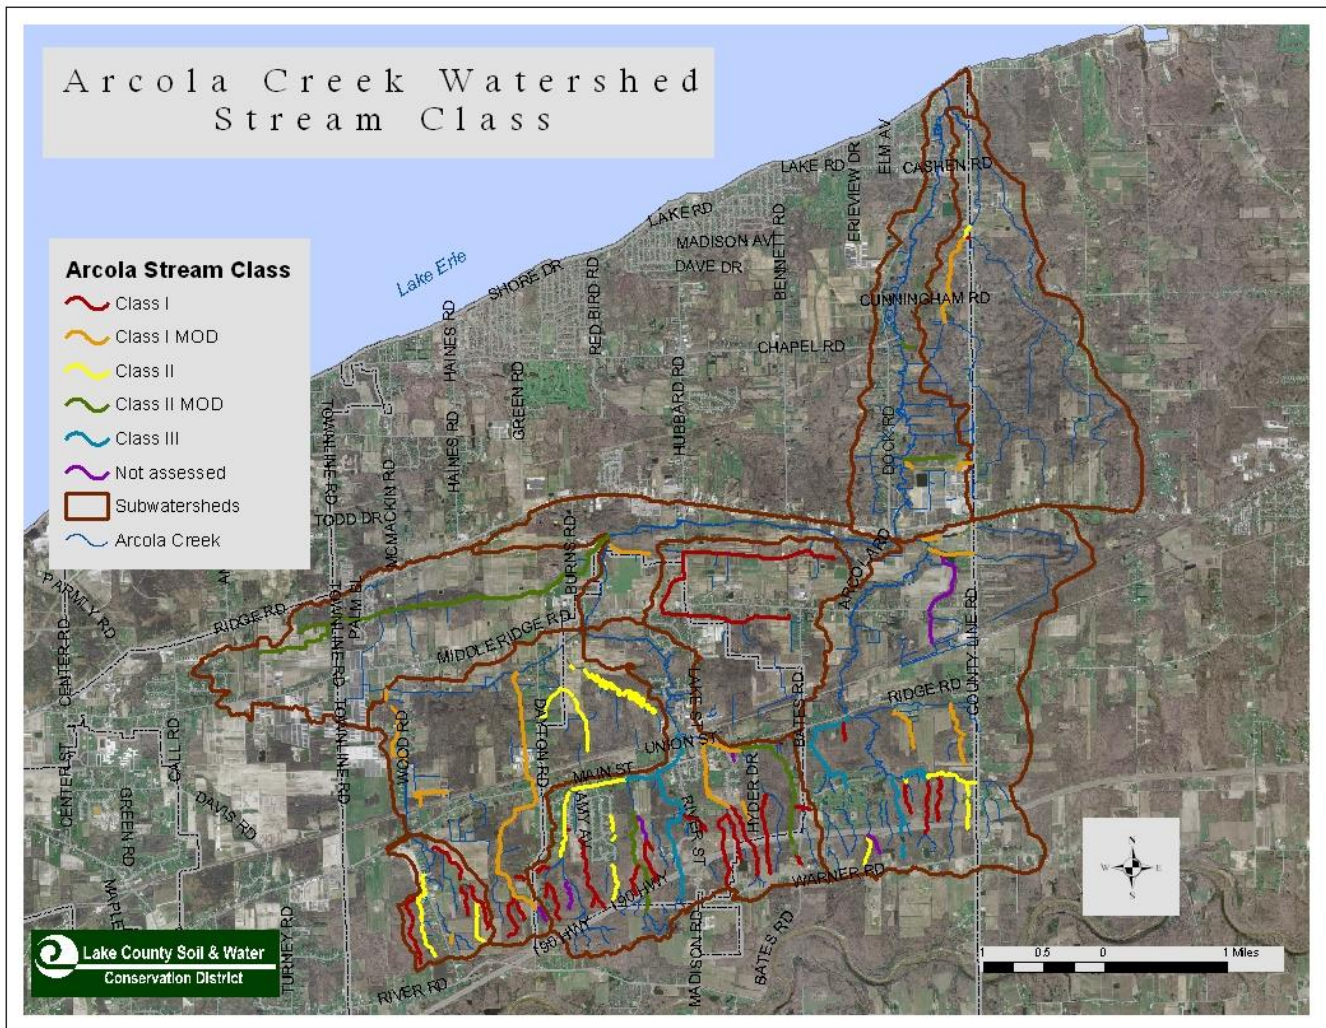 Arcola Creek Watershed
Stream Class
Arcola Stream Class
Class I
Class I MOD
Class II
Class II MOD
Class III
Not assessed
Subwatersheds
Arcola Creek
Lake Erie
LAKE RD
ELM AV
ERIEVIEW DR
CASHEN RD
LAKE RD
MADISON AV
DAVE DR
BENNETT RD
SHORE DR
RED BIRD RD
HAINES RD
CUNNINGHAM RD
CHAPEL RD
GREEN RD
HUBBARD RD
HAINES RD
TOWNLINE RD
MCMACKIN RD
DOCK RD
TODD DR
BURNS RD
ARCOLA RD
PARMLY RD
RIDGE RD
TOWNLINE RD
PALM BL
MIDDLE RIDGE RD
CENTER RD
COUNTY LINE RD
LAKE ST
RIDGE RD
BATES RD
CALL RD
TOWNLINE RD
WOOD RD
DAYTON RD
UNION ST
MAIN ST
CENTER ST
GREEN RD
DAVIS RD
AMY AV
RIVER ST
HYDER DR
WARNER RD
I 90 HWY
I 90 HWY
MAPLE
TURNEY RD
MADISON RD
BATES RD
RIVER RD
N
W E
S
Lake County Soil & Water
Conservation District
1 0.5 0 1 Miles